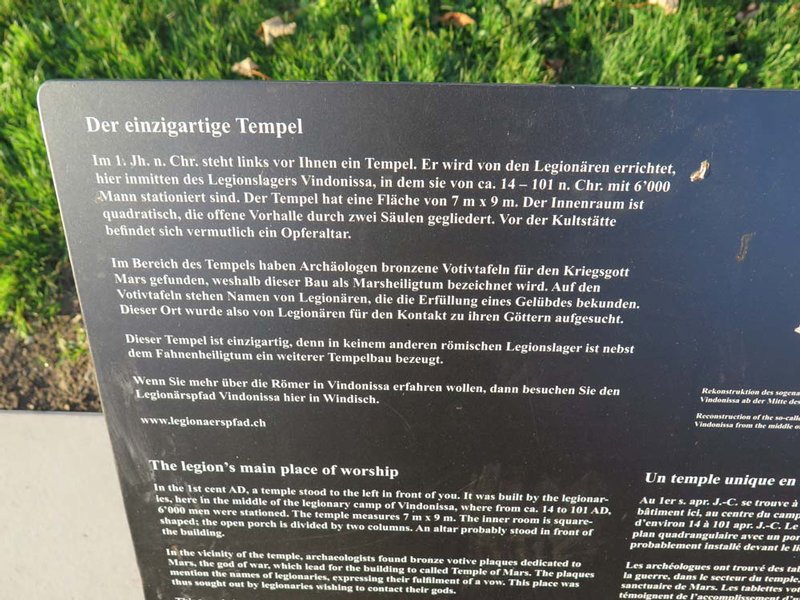 Der einzigartige Tempel
Im 1. Jh. n. Chr. steht links vor Ihnen ein Tempel. Er wird von den Legionären errichtet,
hier inmitten des Legionslagers Vindonissa, in dem sie von ca. 14 – 101 n. Chr. mit 6’000
Mann stationiert sind. Der Tempel hat eine Fläche von 7 m x 9 m. Der Innenraum ist
quadratisch, die offene Vorhalle durch zwei Säulen gegliedert. Vor der Kultstätte
befindet sich vermutlich ein Opferaltar.
Im Bereich des Tempels haben Archäologen bronzene Votivtafeln für den Kriegsgott
Mars gefunden, weshalb dieser Bau als Marsheiligtum bezeichnet wird. Auf den
Votivtafeln stehen Namen von Legionären, die die Erfüllung eines Gelübdes bekunden.
Dieser Ort wurde also von Legionären für den Kontakt zu ihren Göttern aufgesucht.
Dieser Tempel ist einzigartig, denn in keinem anderen römischen Legionslager ist nebst
dem Fahnenheiligtum ein weiterer Tempelbau bezeugt.
Wenn Sie mehr über die Römer in Vindonissa erfahren wollen, dann besuchen Sie den
Legionärspfad Vindonissa hier in Windisch.
www.legionaerspfad.ch
Rekonstruktion des sogena
Vindonissa ab der Mitte des
Reconstruction of the so-calle
Vindonissa from the middle o
The legion’s main place of worship
In the 1st cent AD, a temple stood to the left in front of you. It was built by the legionar-
ies, here in the middle of the legionary camp of Vindonissa, where from ca. 14 to 101 AD,
6’000 men were stationed. The temple measures 7 m x 9 m. The inner room is square-
shaped; the open porch is divided by two columns. An altar probably stood in front of
the building.
In the vicinity of the temple, archaeologists found bronze votive plaques dedicated to
Mars, the god of war, which lead for the building to called Temple of Mars. The plaques
mention the names of legionaries, expressing their fulfilment of a vow. This place was
thus sought out by legionaries wishing to contact their gods.
Un temple unique en
Au 1er s. apr. J.-C. se trouve à
bâtiment ici, au centre du camp
d’environ 14 à 101 apr. J.-C. Le
plan quadrangulaire avec un por
probablement installé devant le li
Les archéologues ont trouvé des tab
la guerre, dans le secteur du temple,
sanctuaire de Mars. Les tablettes vo
témoignent de l’accomplissement d’u